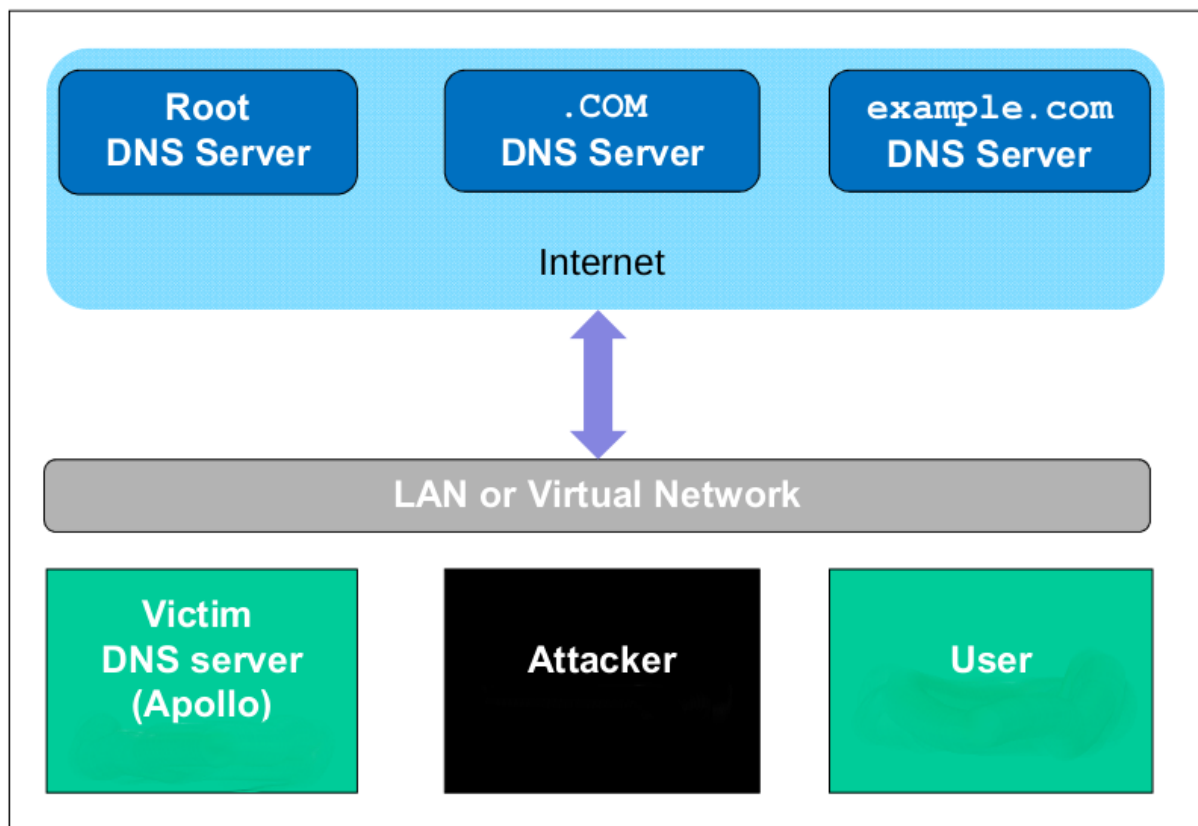 Root
DNS Server
.COM
DNS Server
example.com
DNS Server
Internet
LAN or Virtual Network
Victim
DNS server
(Apollo)
Attacker
User